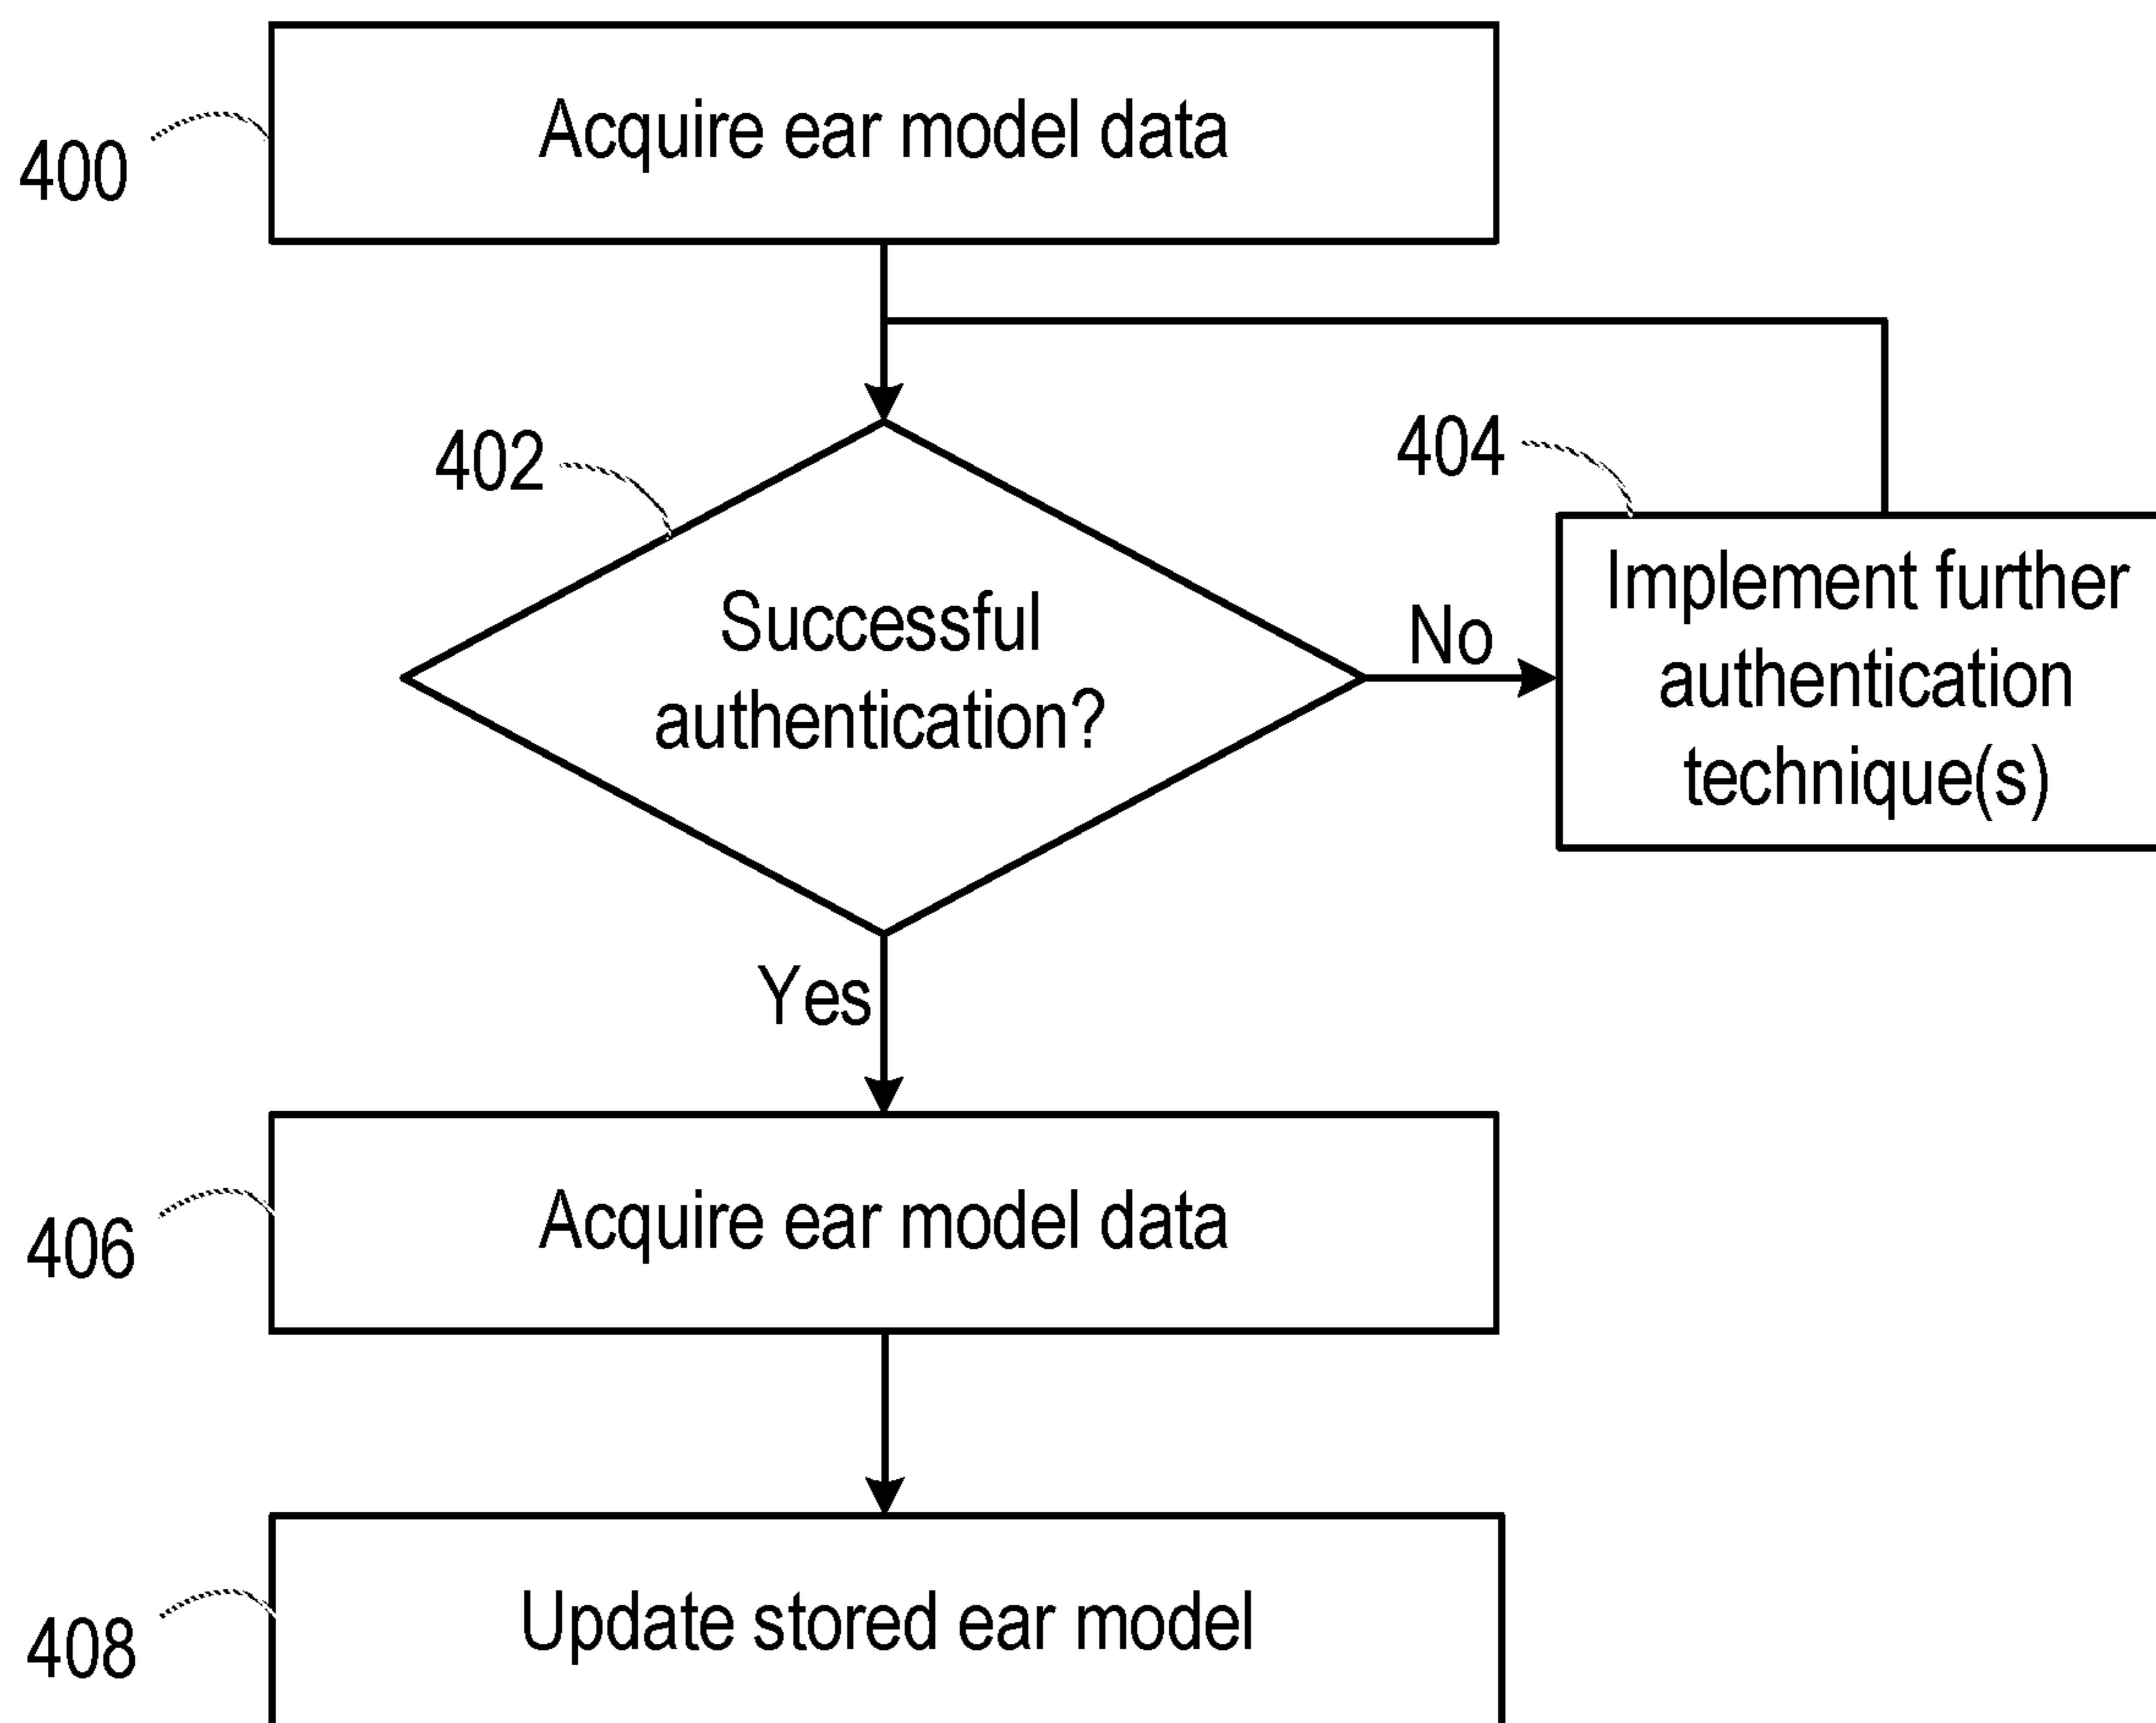 Acquire ear model data
400
402
Successful
authentication?
No
404
Implement further
authentication
technique(s)
Yes
Acquire ear model data
406
Update stored ear model
408